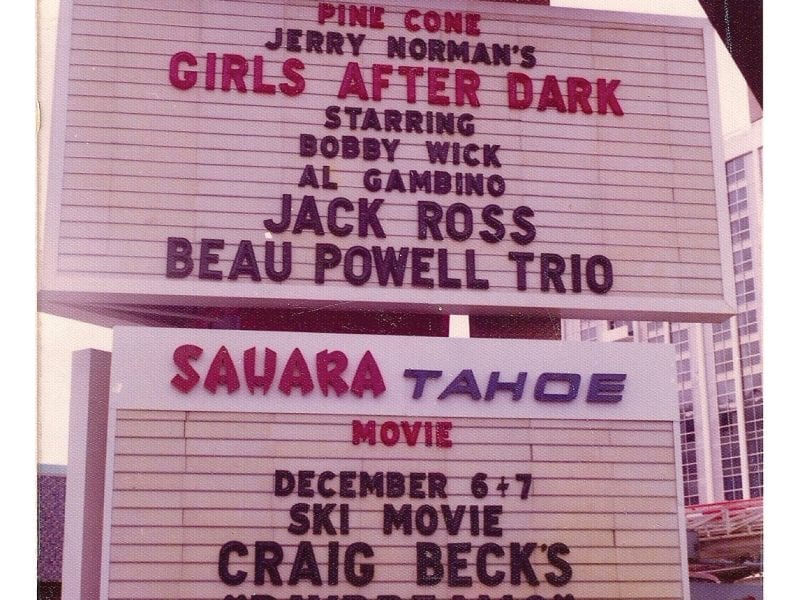 PINE CONE
JERRY NORMAN'S
GIRLS AFTER DARK
STARRING
BOBBY WICK
AL GAMBINO
JACK ROSS
BEAU POWELL TRIO
SAHARA TAHOE
MOVIE
DECEMBER 6+7
SKI MOVIE
CRAIG BECK'S